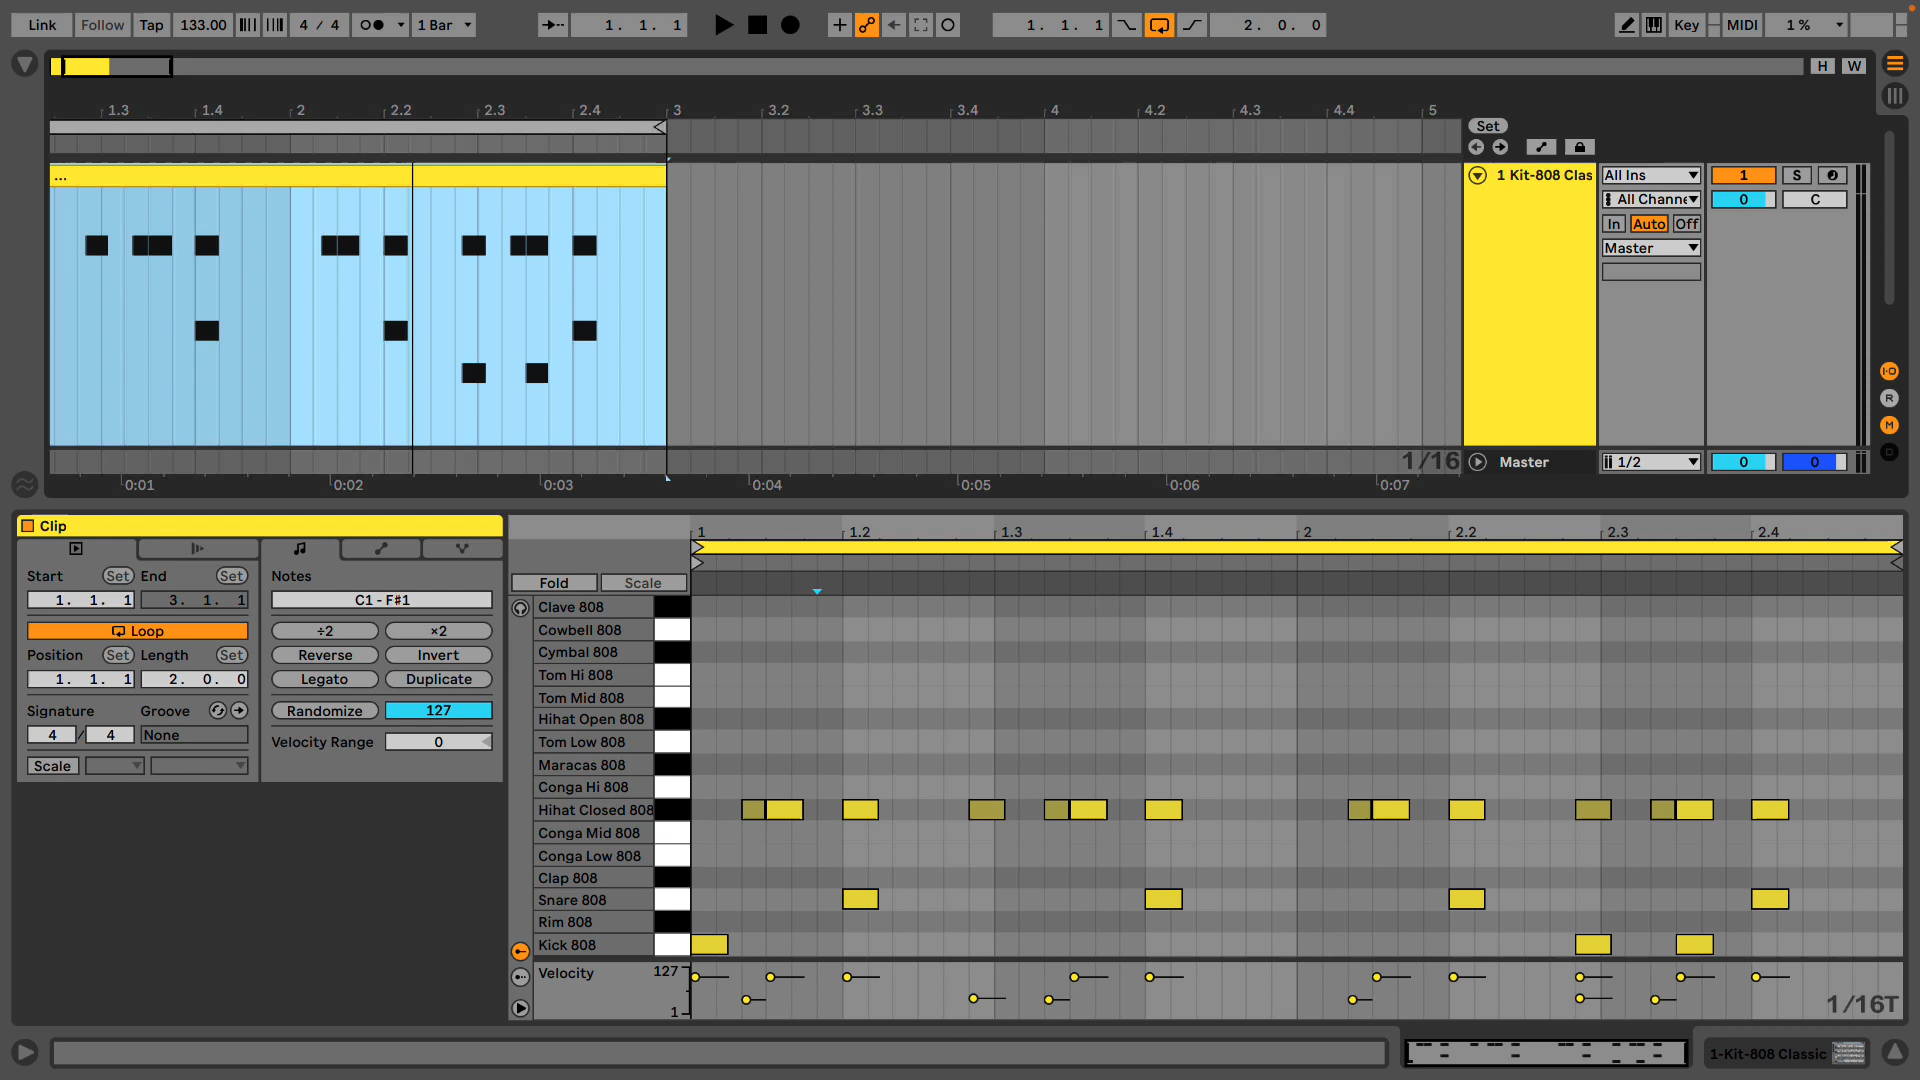 Link Follow Tap 133.00 4 / 4 1 Bar 1. 1. 1 1. 1. 1 2. 0. 0 Key MIDI 1 %
H W
1.3 1.4 2 2.2 2.3 2.4 3 3.2 3.3 3.4 4 4.2 4.3 4.4 5
Set
... 1 Kit-808 Clas All Ins 1 S
All Channe 0 C
In Auto Off
Master
I·O
R
M
D
1/16 Master 1/2 0 0
0:01 0:02 0:03 0:04 0:05 0:06 0:07
Clip
1 1.2 1.3 1.4 2 2.2 2.3 2.4
Start Set End Set Notes
1. 1. 1 3. 1. 1 C1 - F#1
Loop ÷2 ×2
Position Set Length Set Reverse Invert
1. 1. 1 2. 0. 0 Legato Duplicate
Signature Groove Randomize 127
4 / 4 None Velocity Range 0
Scale
Fold Scale
Clave 808
Cowbell 808
Cymbal 808
Tom Hi 808
Tom Mid 808
Hihat Open 808
Tom Low 808
Maracas 808
Conga Hi 808
Hihat Closed 808
Conga Mid 808
Conga Low 808
Clap 808
Snare 808
Rim 808
Kick 808
Velocity 127
1
1/16T
1-Kit-808 Classic